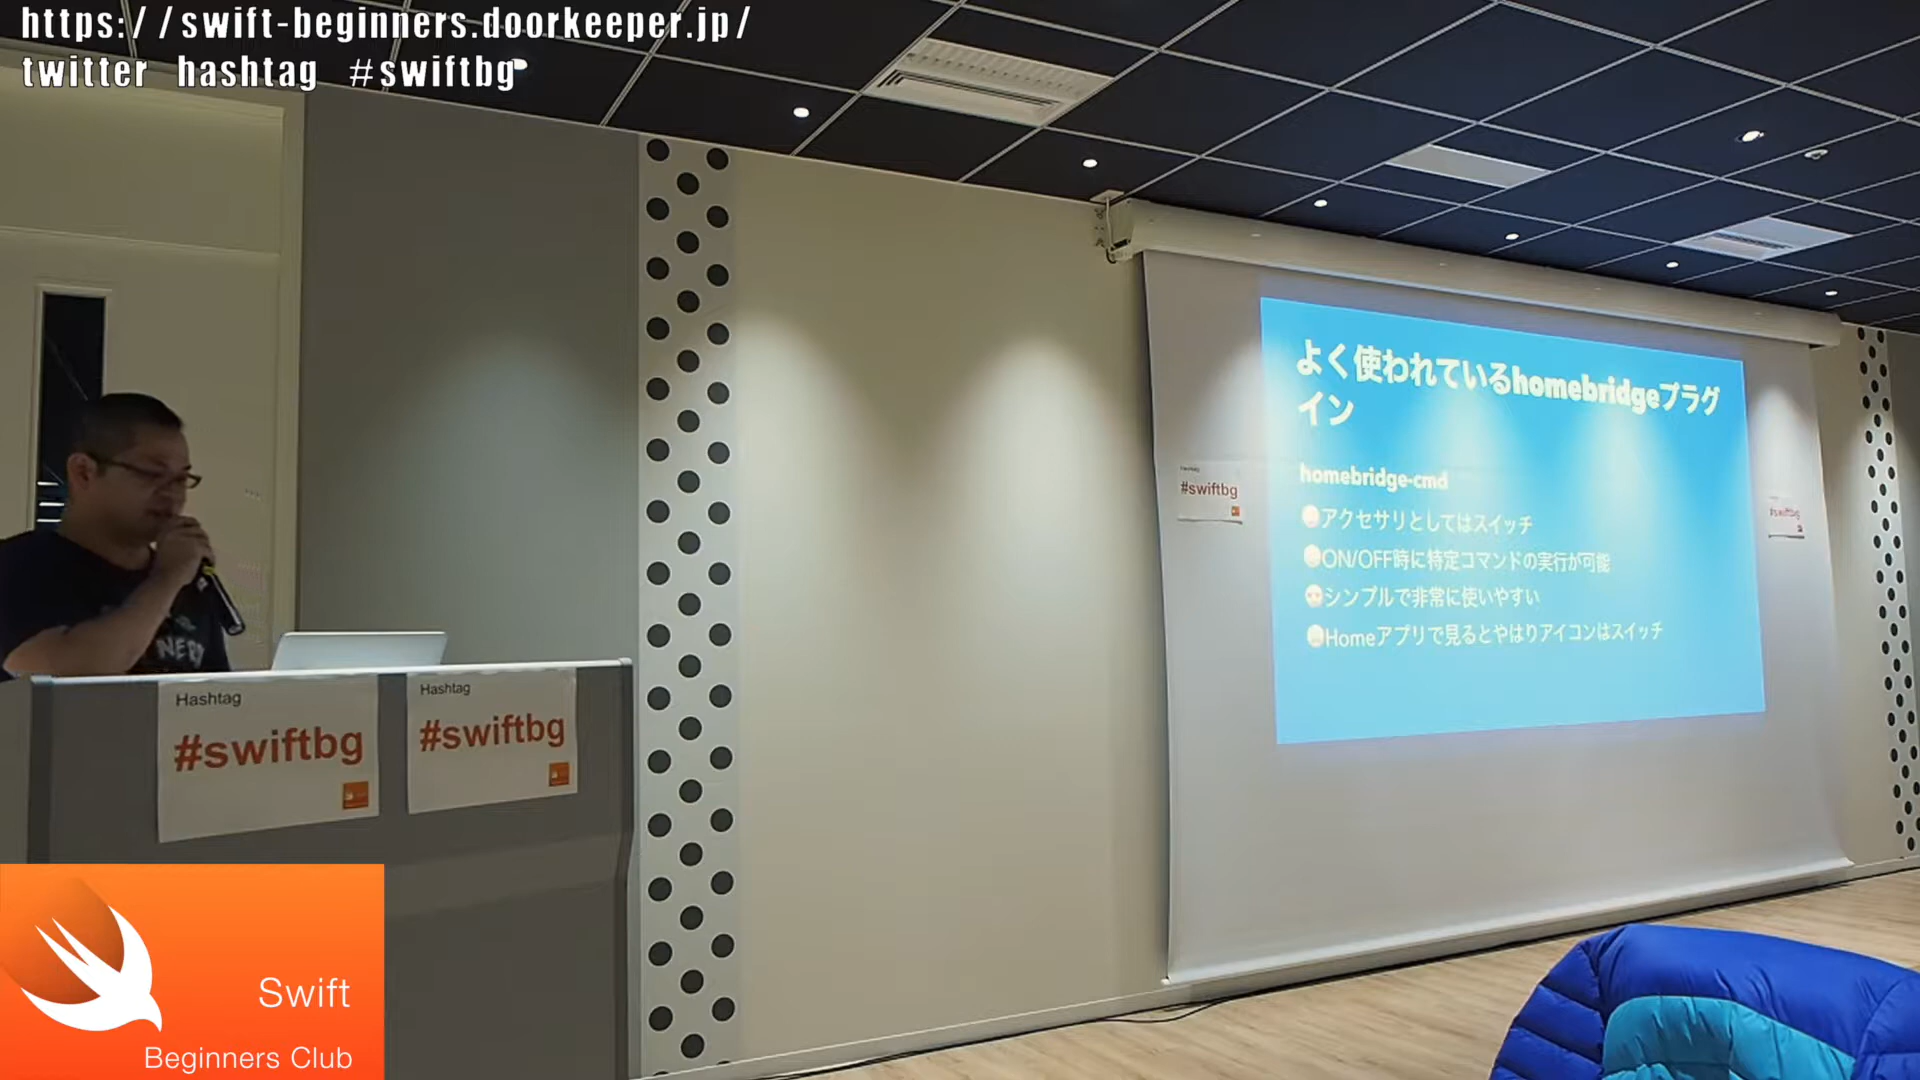 https://swift-beginners.doorkeeper.jp/
twitter hashtag #swiftbg
よく使われているhomebridgeプラグ
イン
homebridge-cmd
アクセサリとしてはスイッチ
ON/OFF時に特定コマンドの実行が可能
シンプルで非常に使いやすい
Homeアプリで見るとやはりアイコンはスイッチ
Hashtag
#swiftbg
#swiftbg
NERD
Hashtag
#swiftbg
Hashtag
#swiftbg
Swift
Beginners Club